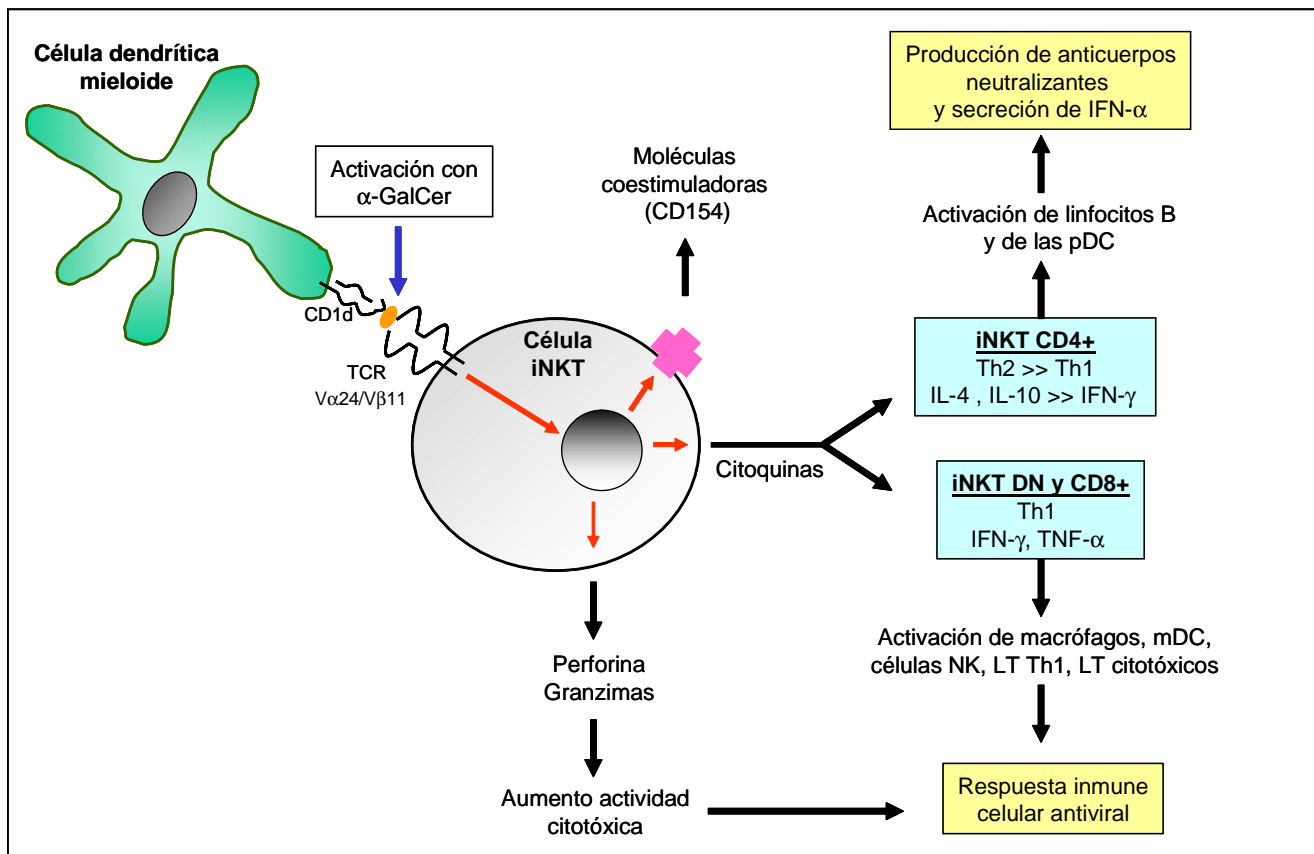 Célula dendrítica
mieloide
Activación con
α-GalCer
CD1d
TCR
Vα24/Vβ11
Célula
iNKT
Moléculas
coestimuladoras
(CD154)
Citoquinas
Perforina
Granzimas
Aumento actividad
citotóxica
Producción de anticuerpos
neutralizantes
y secreción de IFN-α
Activación de linfocitos B
y de las pDC
iNKT CD4+
Th2 >> Th1
IL-4 , IL-10 >> IFN-γ
iNKT DN y CD8+
Th1
IFN-γ, TNF-α
Activación de macrófagos, mDC,
células NK, LT Th1, LT citotóxicos
Respuesta inmune
celular antiviral